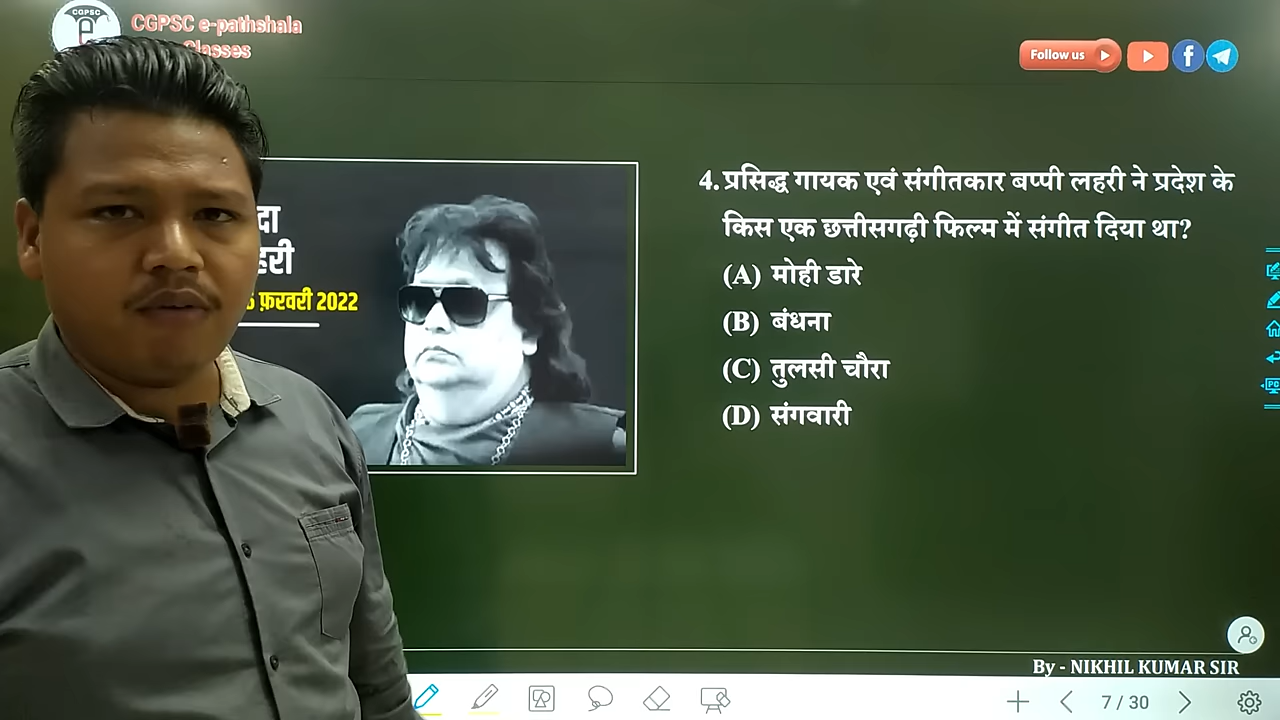 CGPSC
CGPSC e-pathshala
Classes
Follow us
4. प्रसिद्ध गायक एवं संगीतकार बप्पी लहरी ने प्रदेश के
किस एक छत्तीसगढ़ी फिल्म में संगीत दिया था?
(A) मोही डारे
(B) बंधना
(C) तुलसी चौरा
(D) संगवारी
फ़रवरी 2022
By - NIKHIL KUMAR SIR
7 / 30